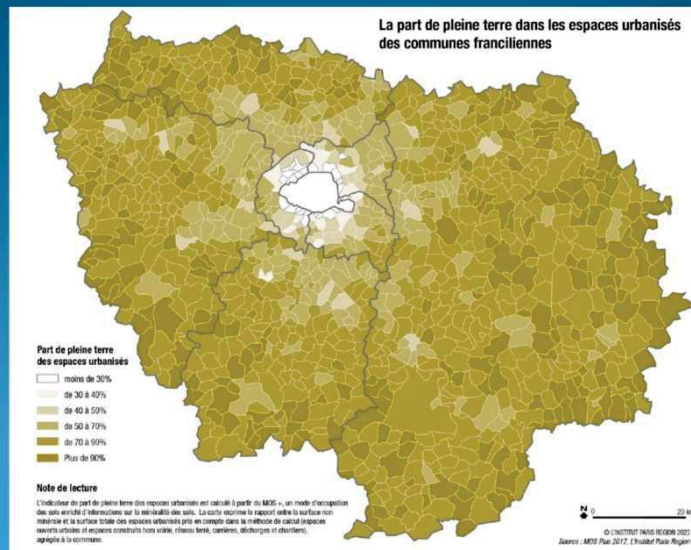 La part de pleine terre dans les espaces urbanisés
des communes franciliennes
Part de pleine terre
des espaces urbanisés
moins de 30%
de 30 à 40%
de 40 à 50%
de 50 à 70%
de 70 à 90%
Plus de 90%
Note de lecture
L'indicateur de part de pleine terre des espaces urbanisés est calculé à partir du MOS +, un mode d'occupation
des sols enrichi d'informations sur la minéralité des sols. La carte exprime le rapport entre la surface non
minérale et la surface totale des espaces urbanisés pris en compte dans la méthode de calcul (espaces
ouverts urbains et espaces construits hors voirie, réseau ferré, carrières, décharges et chantiers),
agrégée à la commune.
N
0 20 km
© L'INSTITUT PARIS REGION 2022
Source : MOS Plus 2017, L'Institut Paris Region